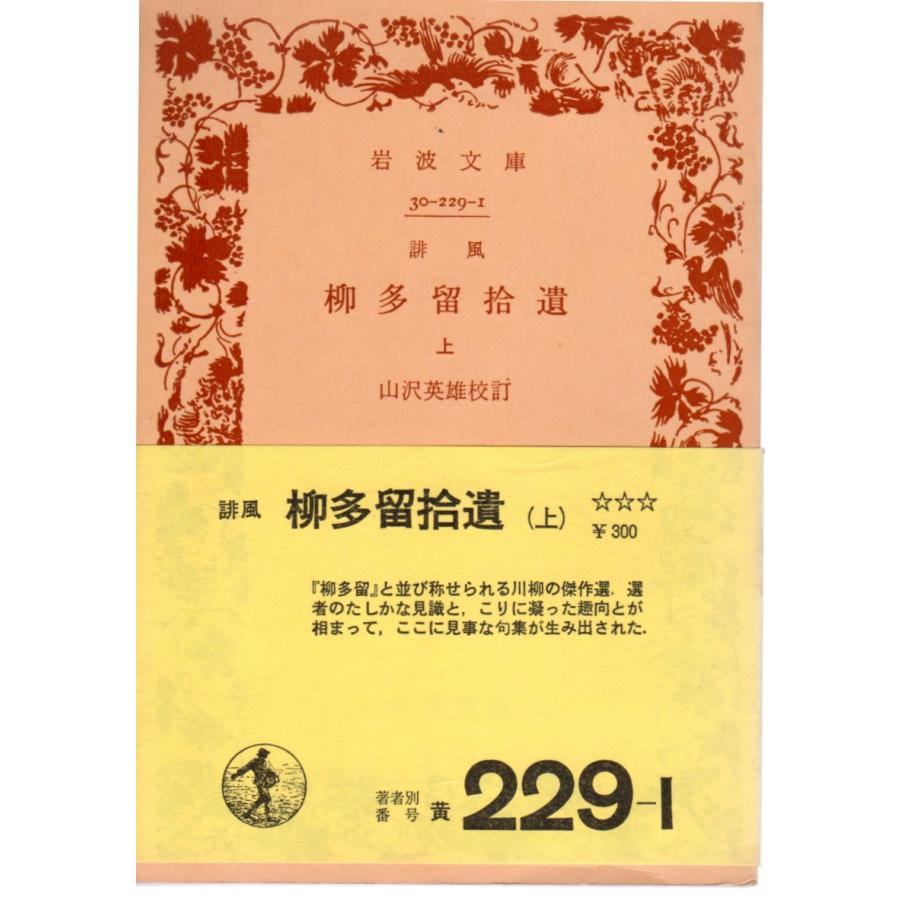 岩波文庫
30-229-1
誹風
柳多留拾遺
上
山沢英雄校訂
誹風 柳多留拾遺 (上) ☆☆☆
¥300
『柳多留』と並び称せられる川柳の傑作選. 選
者のたしかな見識と, こりに凝った趣向とが
相まって, ここに見事な句集が生み出された.
著者別
番号 黄 229-1